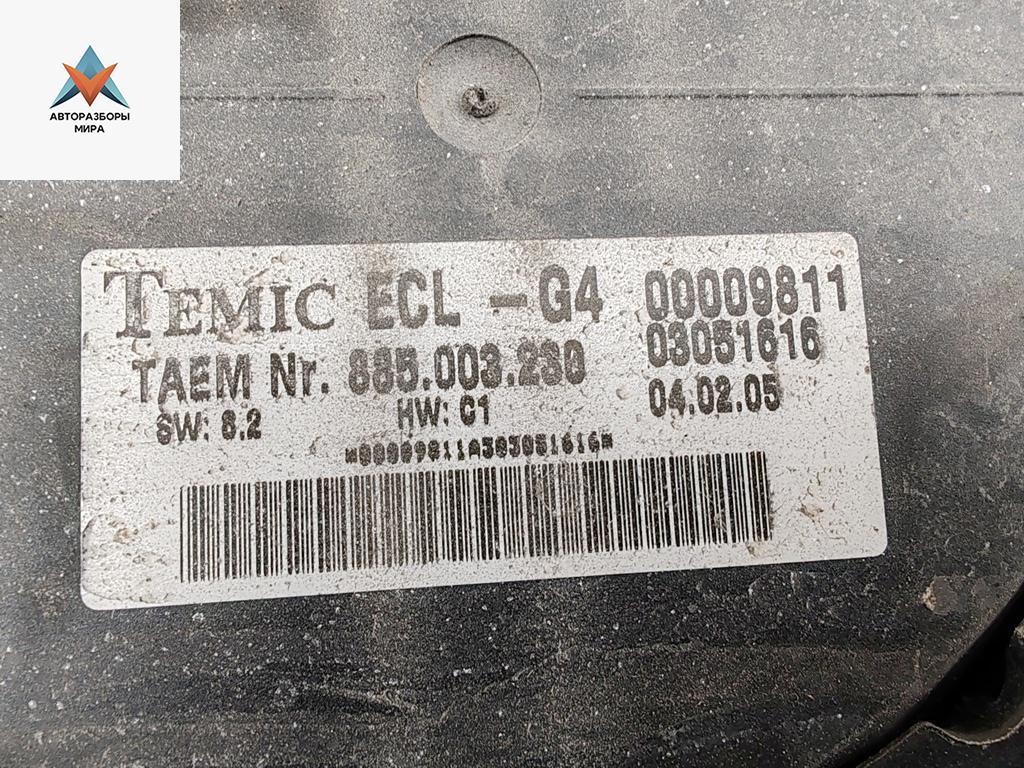 АВТОРАЗБОРЫ
МИРА
TEMIC ECL -G4 00009811
TAEM Nr. 885.003.230 03051616
SW: 8.2 HW: C1 04.02.05
*00009811A303051616*